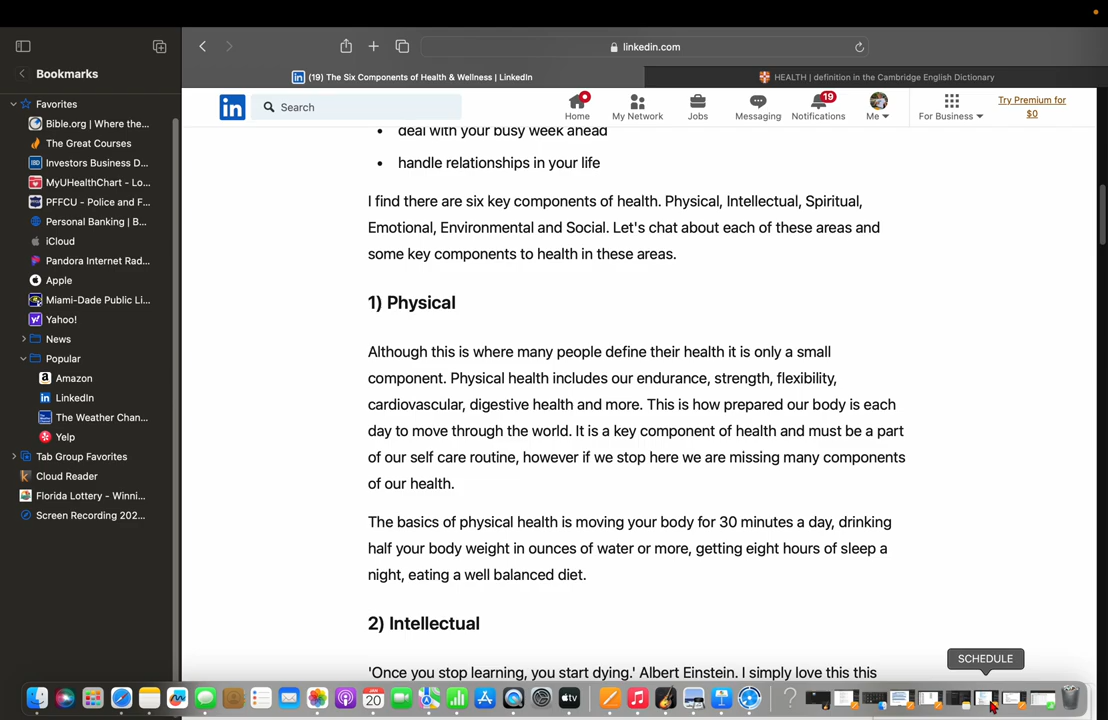 Bookmarks
Favorites
Bible.org | Where the...
The Great Courses
Investors Business D...
MyUHealthChart - Lo...
PFFCU - Police and F...
Personal Banking | B...
iCloud
Pandora Internet Rad...
Apple
Miami-Dade Public Li...
Yahoo!
News
Popular
Amazon
LinkedIn
The Weather Chan...
Yelp
Tab Group Favorites
Cloud Reader
Florida Lottery - Winni...
Screen Recording 202...
linkedin.com
(19) The Six Components of Health & Wellness | LinkedIn
HEALTH | definition in the Cambridge English Dictionary
in
Search
Home
My Network
Jobs
Messaging
19
Notifications
Me
For Business
Try Premium for
$0
• deal with your busy week ahead
• handle relationships in your life
I find there are six key components of health. Physical, Intellectual, Spiritual,
Emotional, Environmental and Social. Let's chat about each of these areas and
some key components to health in these areas.
1) Physical
Although this is where many people define their health it is only a small
component. Physical health includes our endurance, strength, flexibility,
cardiovascular, digestive health and more. This is how prepared our body is each
day to move through the world. It is a key component of health and must be a part
of our self care routine, however if we stop here we are missing many components
of our health.
The basics of physical health is moving your body for 30 minutes a day, drinking
half your body weight in ounces of water or more, getting eight hours of sleep a
night, eating a well balanced diet.
2) Intellectual
'Once you stop learning, you start dying.' Albert Einstein. I simply love this this
SCHEDULE
JAN
20
tv